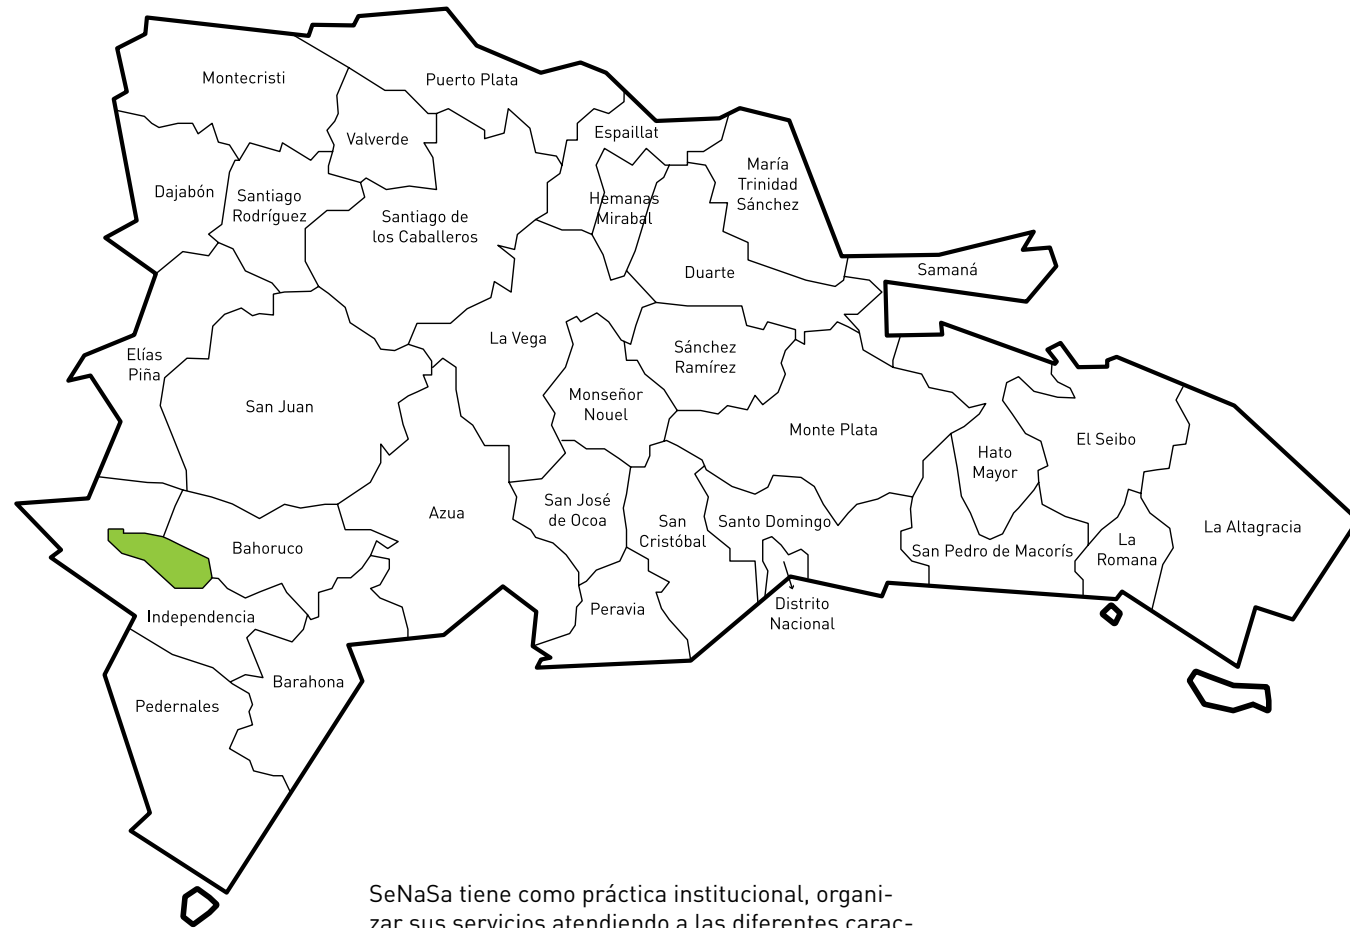 Montecristi
Puerto Plata
Valverde
Espaillat
María
Trinidad
Sánchez
Dajabón
Santiago
Rodríguez
Santiago de
los Caballeros
Hemanas
Mirabal
Duarte
Samaná
Elías
Piña
La Vega
Sánchez
Ramírez
San Juan
Monseñor
Nouel
Monte Plata
El Seibo
Hato
Mayor
Azua
San José
de Ocoa
San
Cristóbal
Santo Domingo
San Pedro de Macorís
La
Romana
La Altagracia
Bahoruco
Independencia
Peravia
Distrito
Nacional
Barahona
Pedernales
SeNaSa tiene como práctica institucional, organi-
zar sus servicios atendiendo a las diferentes carac-